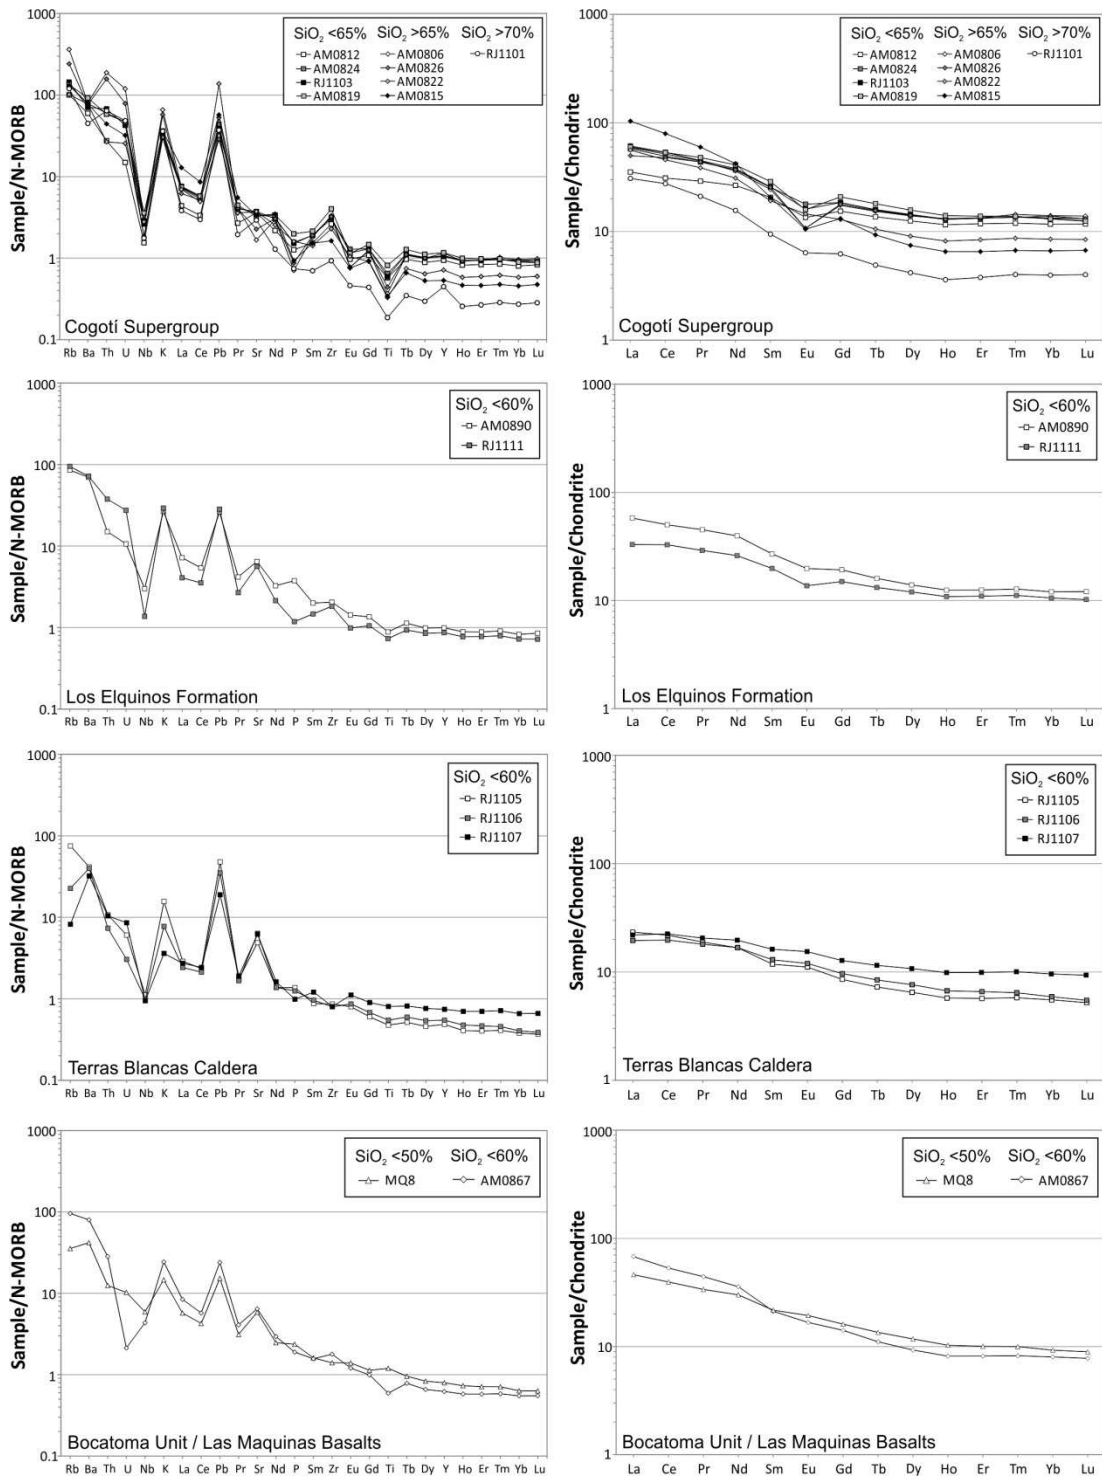 Sample/N-MORB
1000
100
10
1
0.1
SiO₂ <65% SiO₂ >65% SiO₂ >70%
AM0812 AM0806 RJ1101
AM0824 AM0826
RJ1103 AM0822
AM0819 AM0815
Cogotí Supergroup
Rb Ba Th U Nb K La Ce Pb Pr Sr Nd P Sm Zr Eu Gd Ti Tb Dy Y Ho Er Tm Yb Lu
Sample/Chondrite
1000
100
10
1
SiO₂ <65% SiO₂ >65% SiO₂ >70%
AM0812 AM0806 RJ1101
AM0824 AM0826
RJ1103 AM0822
AM0819 AM0815
Cogotí Supergroup
La Ce Pr Nd Sm Eu Gd Tb Dy Ho Er Tm Yb Lu
Sample/N-MORB
1000
100
10
1
0.1
SiO₂ <60%
AM0890
RJ1111
Los Elquinos Formation
Rb Ba Th U Nb K La Ce Pb Pr Sr Nd P Sm Zr Eu Gd Ti Tb Dy Y Ho Er Tm Yb Lu
Sample/Chondrite
1000
100
10
1
SiO₂ <60%
AM0890
RJ1111
Los Elquinos Formation
La Ce Pr Nd Sm Eu Gd Tb Dy Ho Er Tm Yb Lu
Sample/N-MORB
1000
100
10
1
0.1
SiO₂ <60%
RJ1105
RJ1106
RJ1107
Terras Blancas Caldera
Rb Ba Th U Nb K La Ce Pb Pr Sr Nd P Sm Zr Eu Gd Ti Tb Dy Y Ho Er Tm Yb Lu
Sample/Chondrite
1000
100
10
1
SiO₂ <60%
RJ1105
RJ1106
RJ1107
Terras Blancas Caldera
La Ce Pr Nd Sm Eu Gd Tb Dy Ho Er Tm Yb Lu
Sample/N-MORB
1000
100
10
1
0.1
SiO₂ <50% SiO₂ <60%
MQ8 AM0867
Bocatoma Unit / Las Maquinas Basalts
Rb Ba Th U Nb K La Ce Pb Pr Sr Nd P Sm Zr Eu Gd Ti Tb Dy Y Ho Er Tm Yb Lu
Sample/Chondrite
1000
100
10
1
SiO₂ <50% SiO₂ <60%
MQ8 AM0867
Bocatoma Unit / Las Maquinas Basalts
La Ce Pr Nd Sm Eu Gd Tb Dy Ho Er Tm Yb Lu